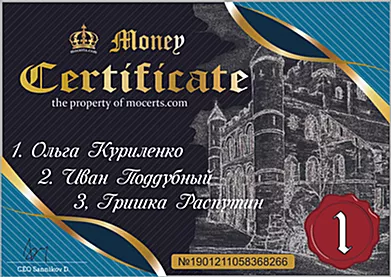 mocerts.com
Money
Certificate
the property of mocerts.com
1. Ольга Куриленко
2. Иван Поддубный
3. Гришка Распутин
1
№1901211058368266
CEO Sannikov D.